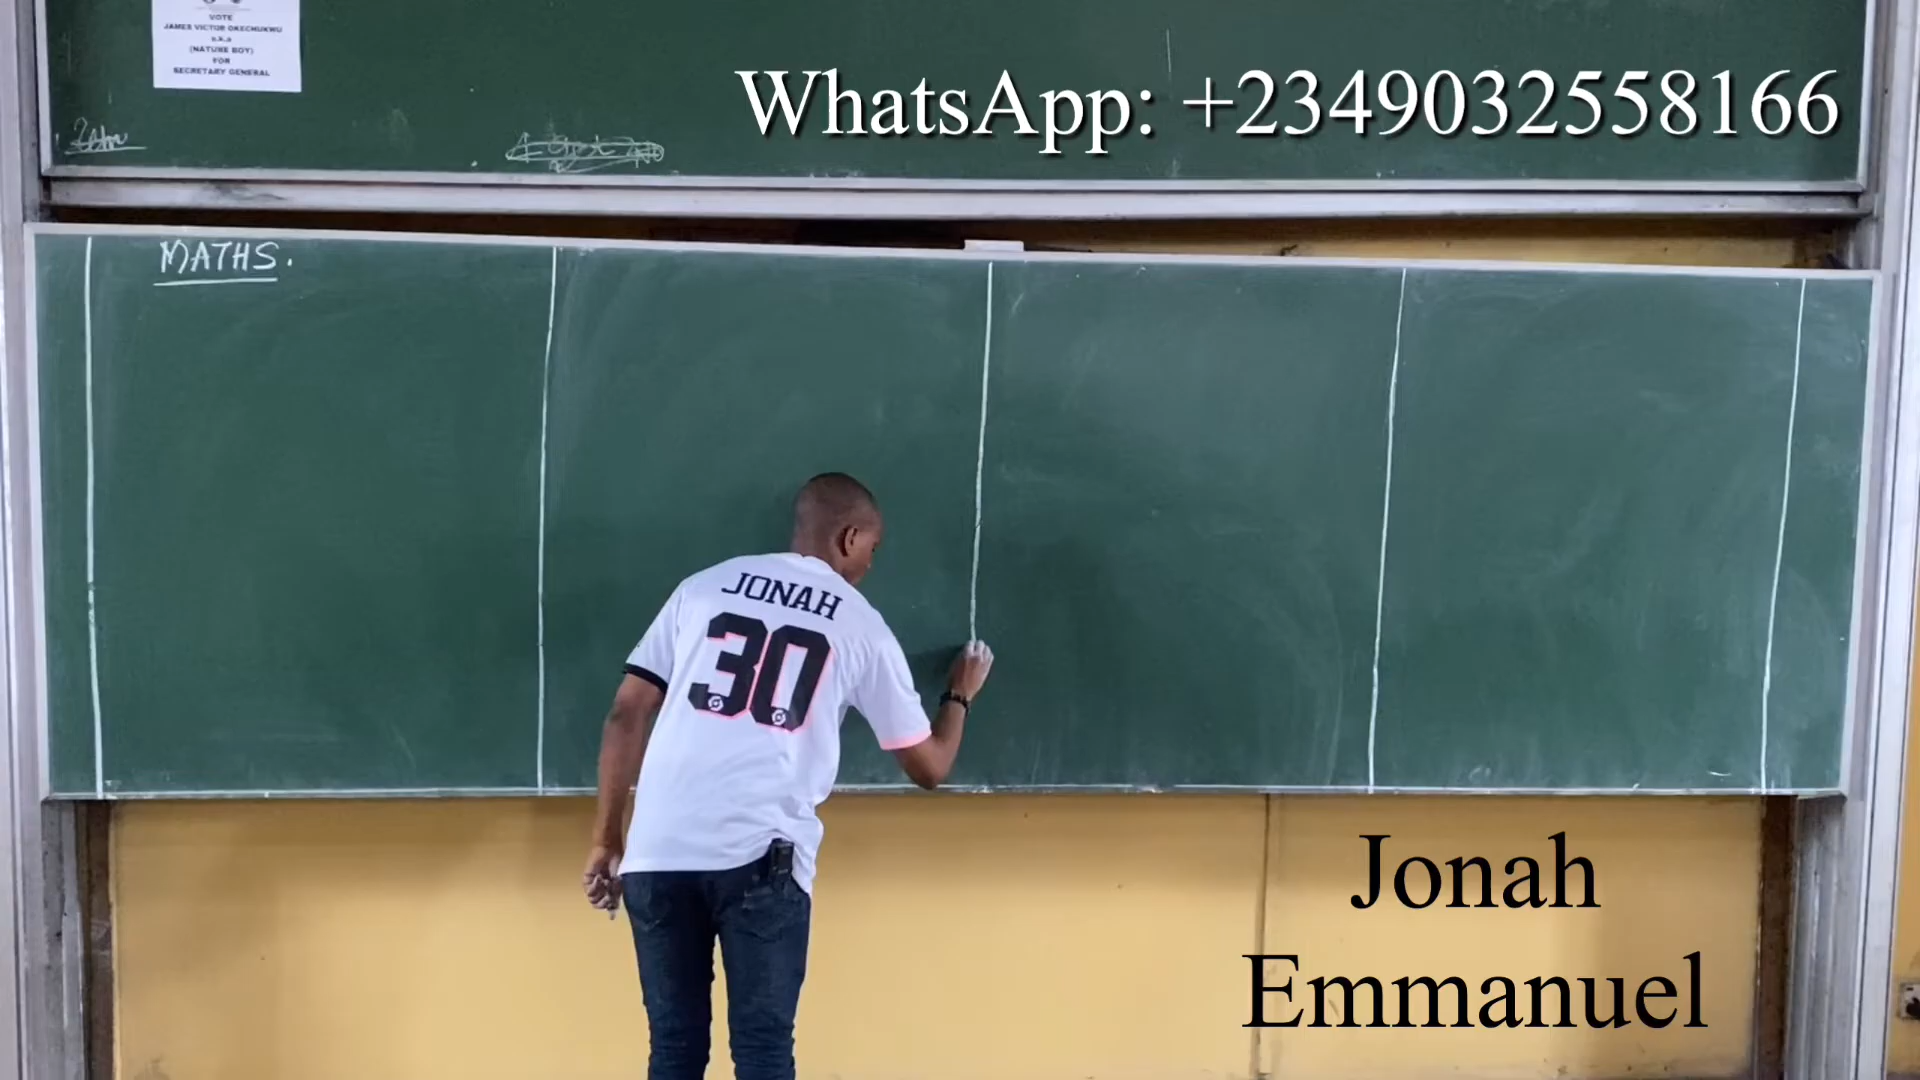 VOTE
JAMES VICTOR OKECHUKWU
a.k.a
(NATURE BOY)
FOR
SECRETARY GENERAL
WhatsApp: +2349032558166
MATHS.
JONAH
30
Jonah
Emmanuel